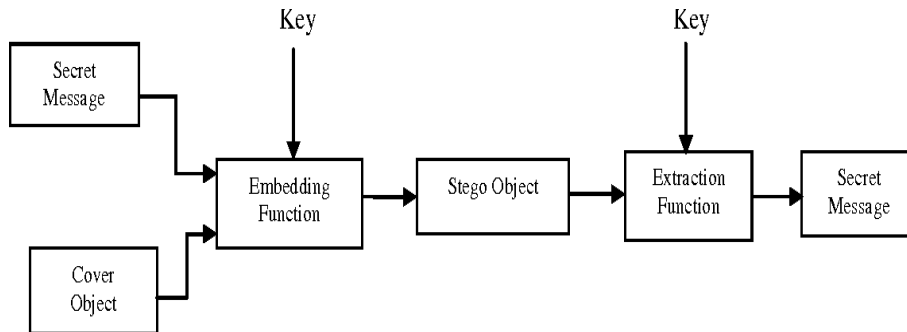 Key
Key
Secret
Message
Embedding
Function
Stego Object
Extraction
Function
Secret
Message
Cover
Object